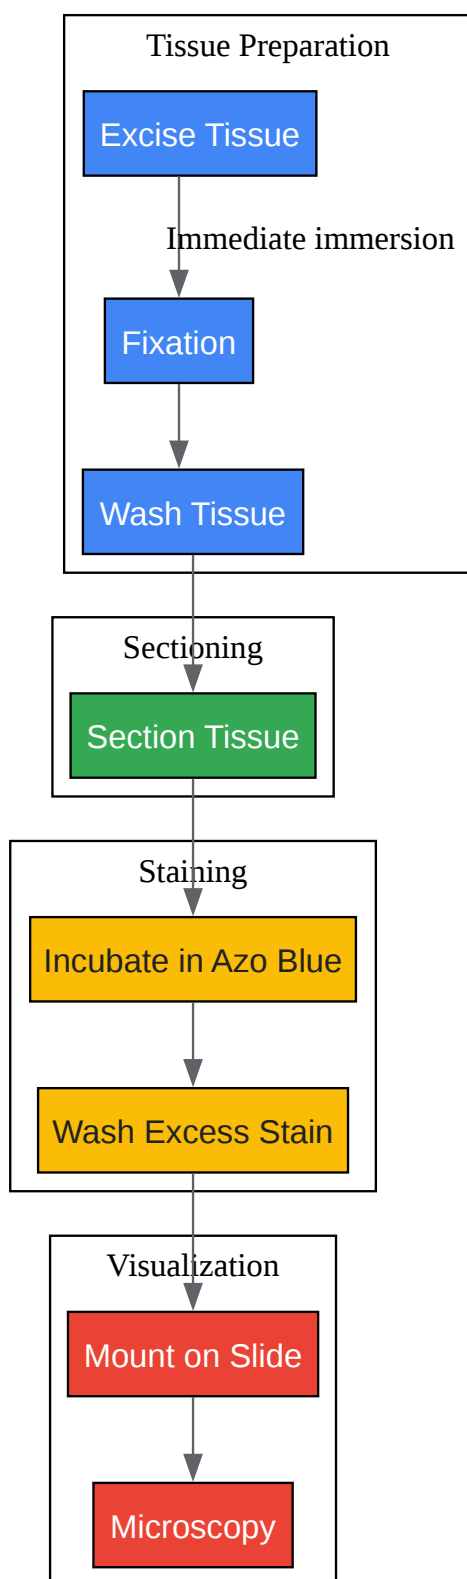 Tissue Preparation
Excise Tissue
Immediate immersion
Fixation
Wash Tissue
Sectioning
Section Tissue
Staining
Incubate in Azo Blue
Wash Excess Stain
Visualization
Mount on Slide
Microscopy